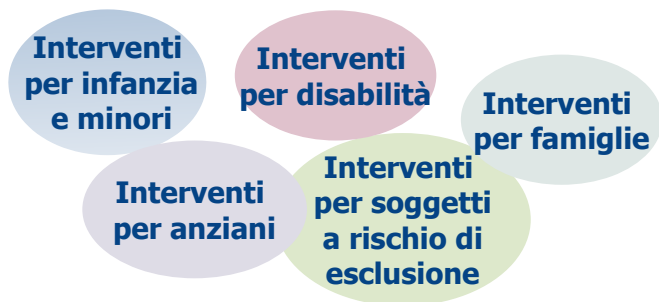 Interventi
per infanzia
e minori
Interventi
per disabilità
Interventi
per famiglie
Interventi
per anziani
Interventi
per soggetti
a rischio di
esclusione